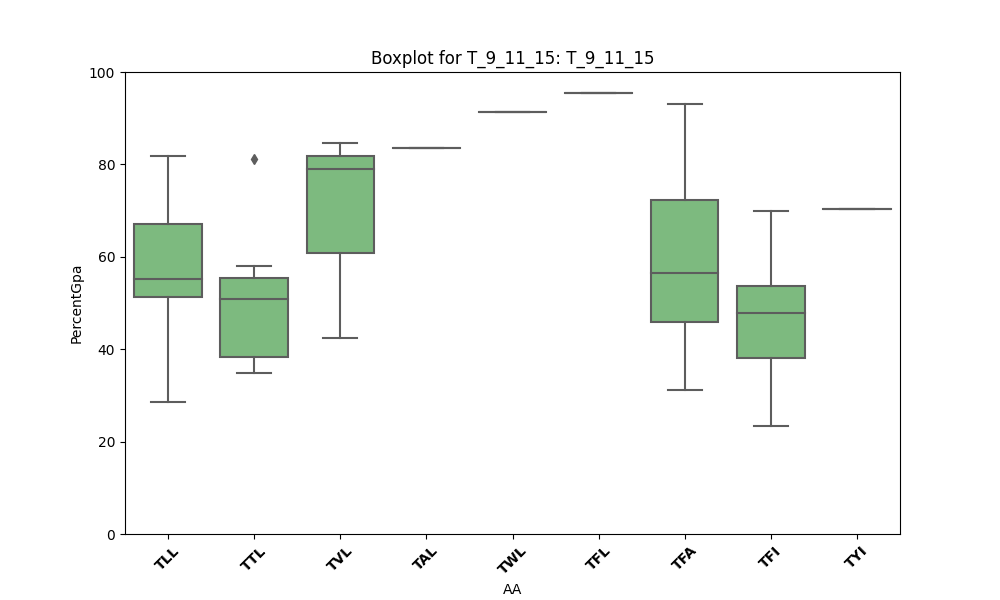 Boxplot for T_9_11_15: T_9_11_15
100
80
60
40
20
0
PercentGpa
TLL
TTL
TVL
TAL
TWL
TFL
TFA
TFI
TYI
AA